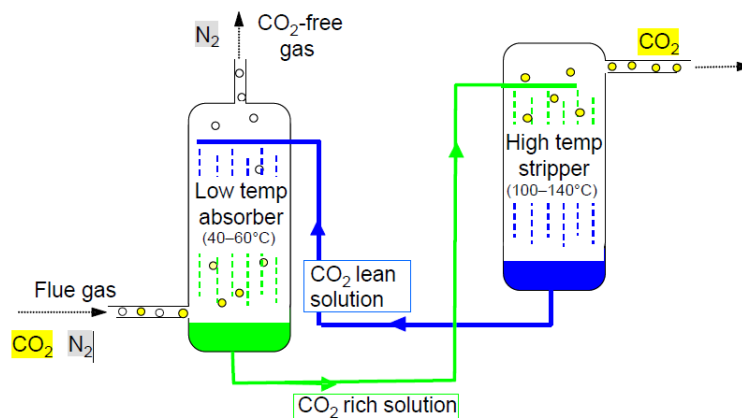 N₂
CO₂-free
gas
CO₂
High temp
stripper
(100–140°C)
Low temp
absorber
(40–60°C)
CO₂ lean
solution
Flue gas
CO₂ N₂
CO₂ rich solution